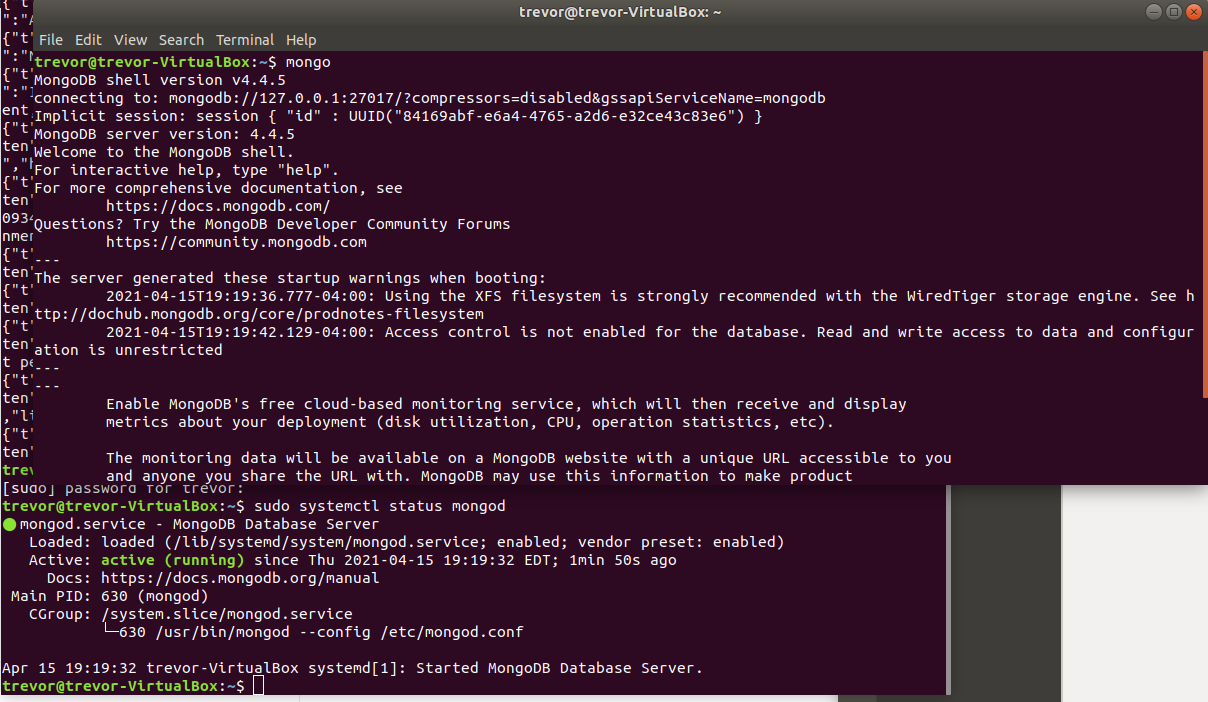 trevor@trevor-VirtualBox: ~
File Edit View Search Terminal Help
trevor@trevor-VirtualBox:~$ mongo
MongoDB shell version v4.4.5
connecting to: mongodb://127.0.0.1:27017/?compressors=disabled&gssapiServiceName=mongodb
Implicit session: session { "id" : UUID("84169abf-e6a4-4765-a2d6-e32ce43c83e6") }
MongoDB server version: 4.4.5
Welcome to the MongoDB shell.
For interactive help, type "help".
For more comprehensive documentation, see
https://docs.mongodb.com/
Questions? Try the MongoDB Developer Community Forums
https://community.mongodb.com
---
The server generated these startup warnings when booting:
2021-04-15T19:19:36.777-04:00: Using the XFS filesystem is strongly recommended with the WiredTiger storage engine. See h
ttp://dochub.mongodb.org/core/prodnotes-filesystem
2021-04-15T19:19:42.129-04:00: Access control is not enabled for the database. Read and write access to data and configur
ation is unrestricted
---
---
Enable MongoDB's free cloud-based monitoring service, which will then receive and display
metrics about your deployment (disk utilization, CPU, operation statistics, etc).
The monitoring data will be available on a MongoDB website with a unique URL accessible to you
and anyone you share the URL with. MongoDB may use this information to make product
[sudo] password for trevor:
trevor@trevor-VirtualBox:~$ sudo systemctl status mongod
● mongod.service - MongoDB Database Server
Loaded: loaded (/lib/systemd/system/mongod.service; enabled; vendor preset: enabled)
Active: active (running) since Thu 2021-04-15 19:19:32 EDT; 1min 50s ago
Docs: https://docs.mongodb.org/manual
Main PID: 630 (mongod)
CGroup: /system.slice/mongod.service
└─630 /usr/bin/mongod --config /etc/mongod.conf
Apr 15 19:19:32 trevor-VirtualBox systemd[1]: Started MongoDB Database Server.
trevor@trevor-VirtualBox:~$